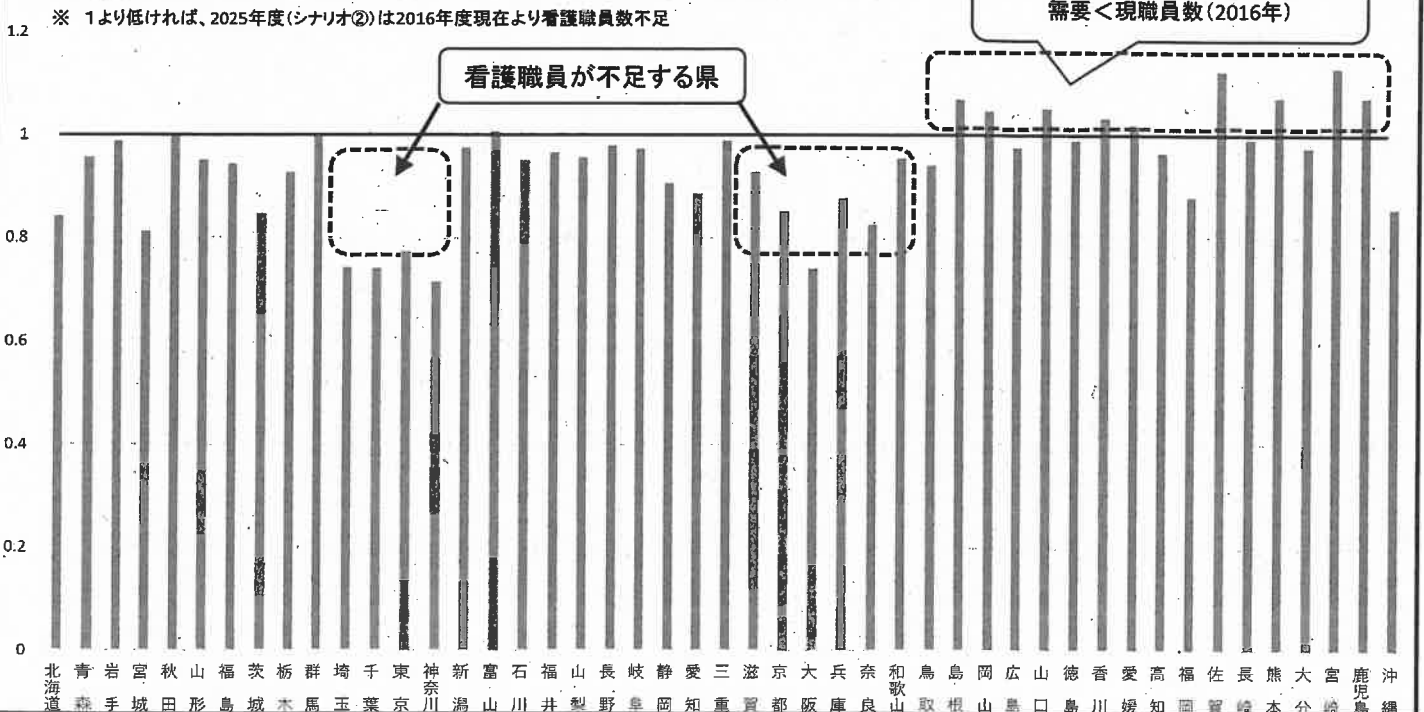 ※ 1より低ければ、2025年度(シナリオ②)は2016年度現在より看護職員数不足
需要＜現職員数(2016年)
看護職員が不足する県
1.2
1
0.8
0.6
0.4
0.2
0
北海道 青森 岩手 宮城 秋田 山形 福島 茨城 栃木 群馬 埼玉 千葉 東京 神奈川 新潟 富山 石川 福井 山梨 長野 岐阜 静岡 愛知 三重 滋賀 京都 大阪 兵庫 奈良 和歌山 鳥取 島根 岡山 広島 山口 徳島 香川 愛媛 高知 福岡 佐賀 長崎 熊本 大分 宮崎 鹿児島 沖縄